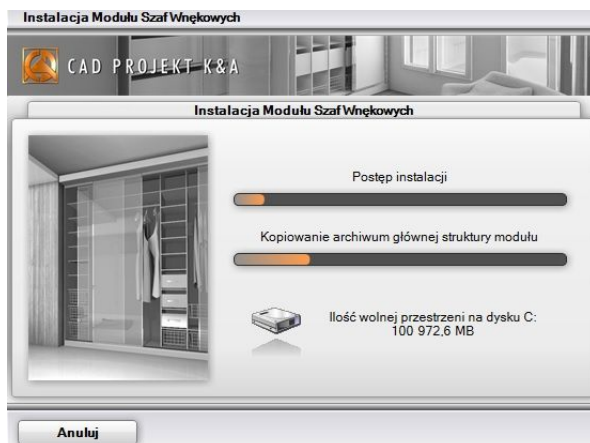 Instalacja Modułu Szaf Wnękowych
CAD PROJEKT K&A
Instalacja Modułu Szaf Wnękowych
Postęp instalacji
Kopiowanie archiwum głównej struktury modułu
Ilość wolnej przestrzeni na dysku C:
100 972,6 MB
Anuluj